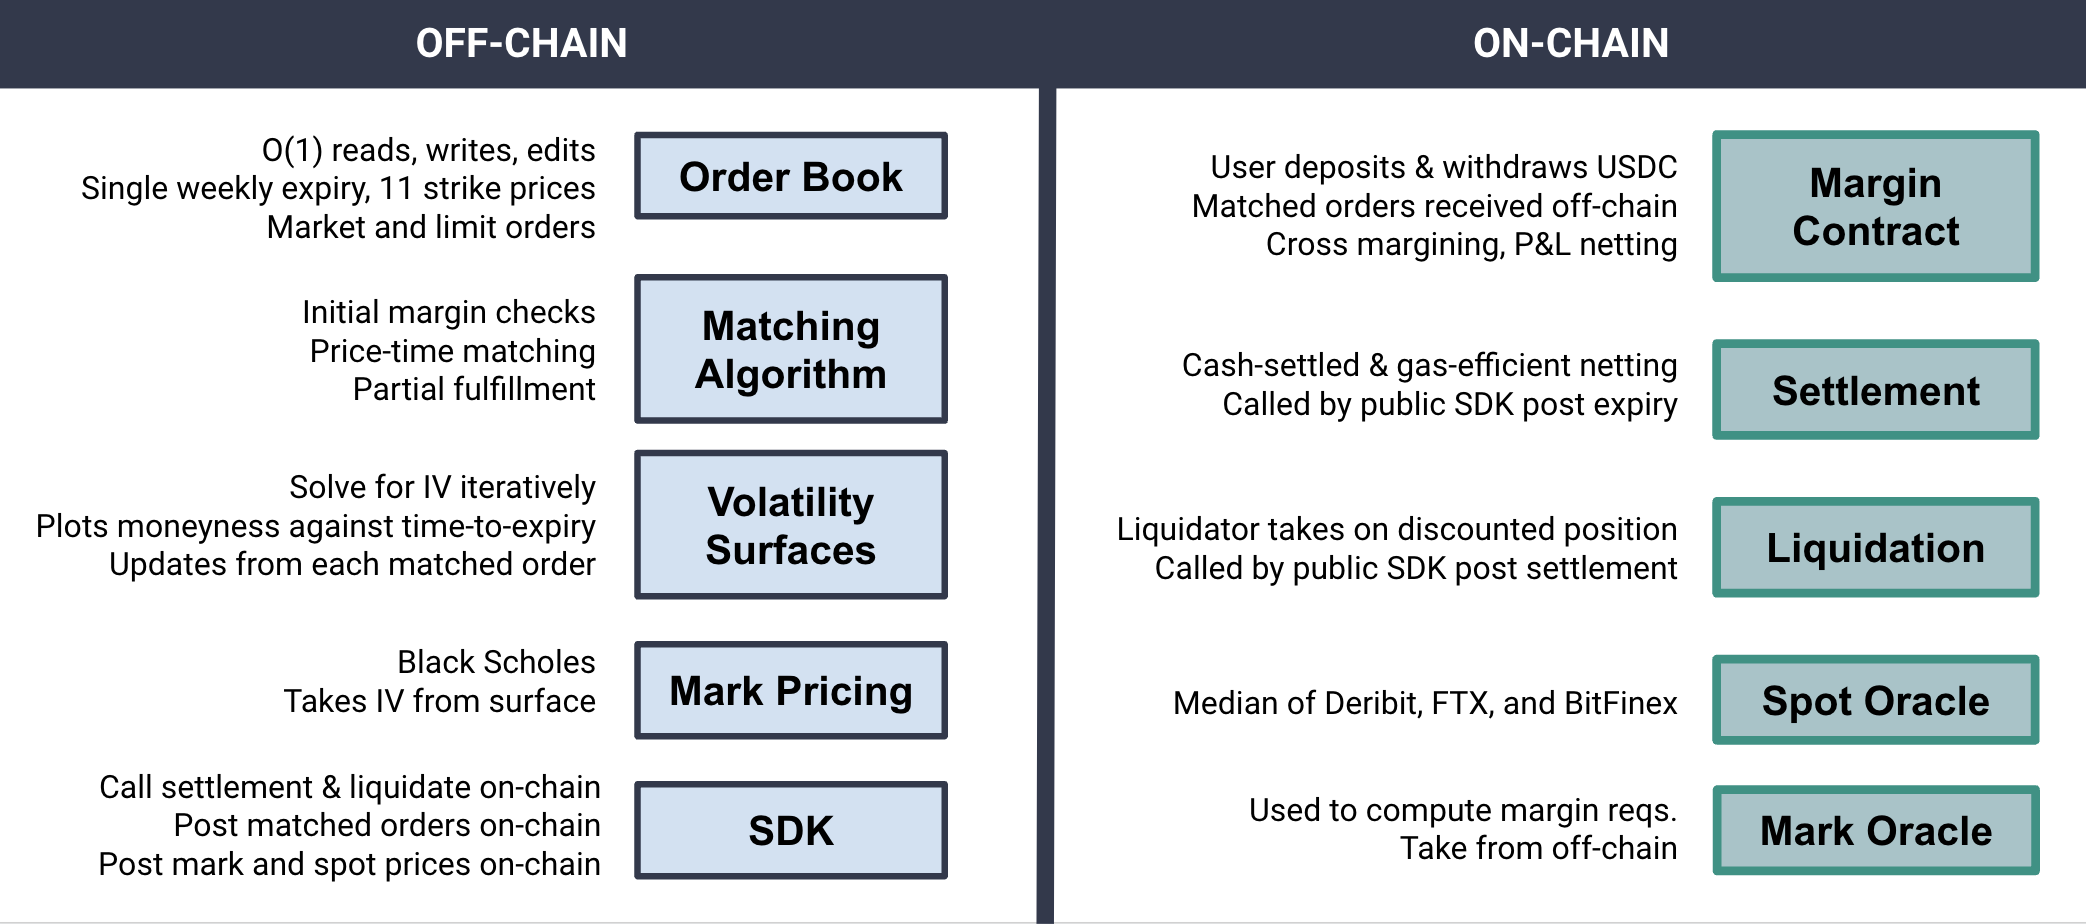 OFF-CHAIN
O(1) reads, writes, edits
Single weekly expiry, 11 strike prices
Market and limit orders
Order Book
Initial margin checks
Price-time matching
Partial fulfillment
Matching
Algorithm
Solve for IV iteratively
Plots moneyness against time-to-expiry
Updates from each matched order
Volatility
Surfaces
Black Scholes
Takes IV from surface
Mark Pricing
Call settlement & liquidate on-chain
Post matched orders on-chain
Post mark and spot prices on-chain
SDK
ON-CHAIN
User deposits & withdraws USDC
Matched orders received off-chain
Cross margining, P&L netting
Margin
Contract
Cash-settled & gas-efficient netting
Called by public SDK post expiry
Settlement
Liquidator takes on discounted position
Called by public SDK post settlement
Liquidation
Median of Deribit, FTX, and BitFinex
Spot Oracle
Used to compute margin reqs.
Take from off-chain
Mark Oracle